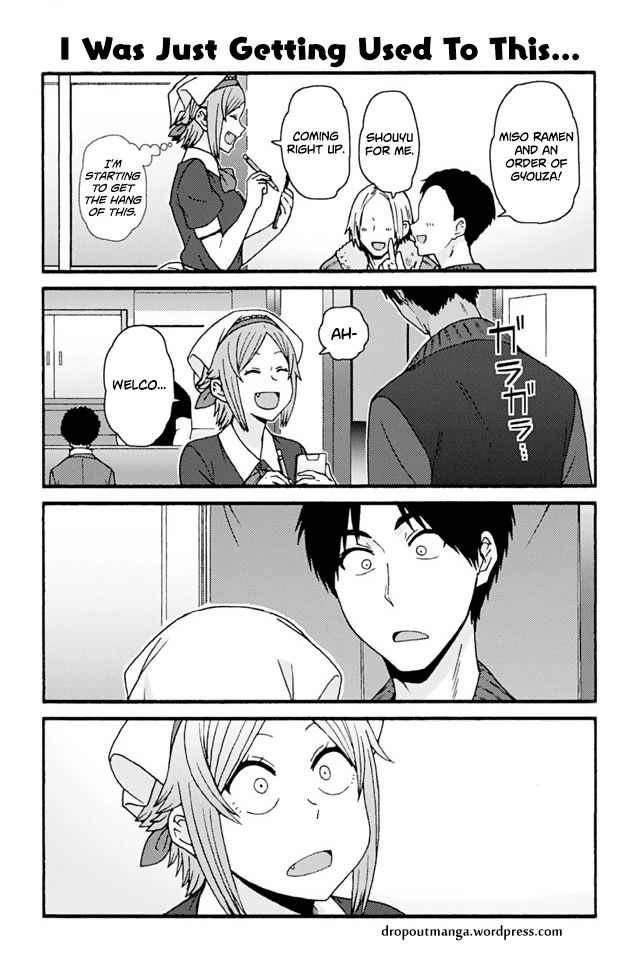 I Was Just Getting Used To This...
MISO RAMEN
AND AN
ORDER OF
GYOUZA!
SHOUYU
FOR ME.
COMING
RIGHT UP.
I'M
STARTING
TO GET
THE HANG
OF THIS.
ガラガラ...
AH-
WELCO...
dropoutmanga.wordpress.com